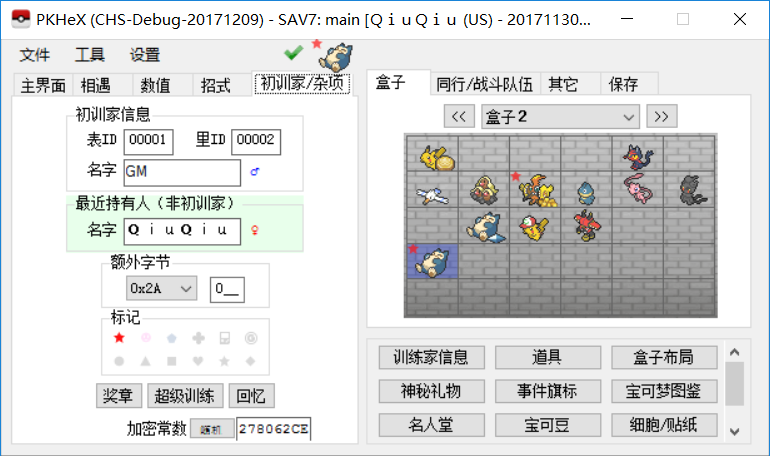 PKHeX (CHS-Debug-20171209) - SAV7: main [ＱｉｕＱｉｕ (US) - 20171130...
文件 工具 设置
主界面 相遇 数值 招式 初训家/杂项
初训家信息
表ID 00001 里ID 00002
名字 GM ♂
最近持有人（非初训家）
名字 ＱｉｕＱｉｕ ♀
额外字节
0x2A 0__
标记
奖章 超级训练 回忆
加密常数 随机 278062CE
盒子 同行/战斗队伍 其它 保存
<< 盒子 2 >>
训练家信息 道具 盒子布局
神秘礼物 事件旗标 宝可梦图鉴
名人堂 宝可豆 细胞/贴纸